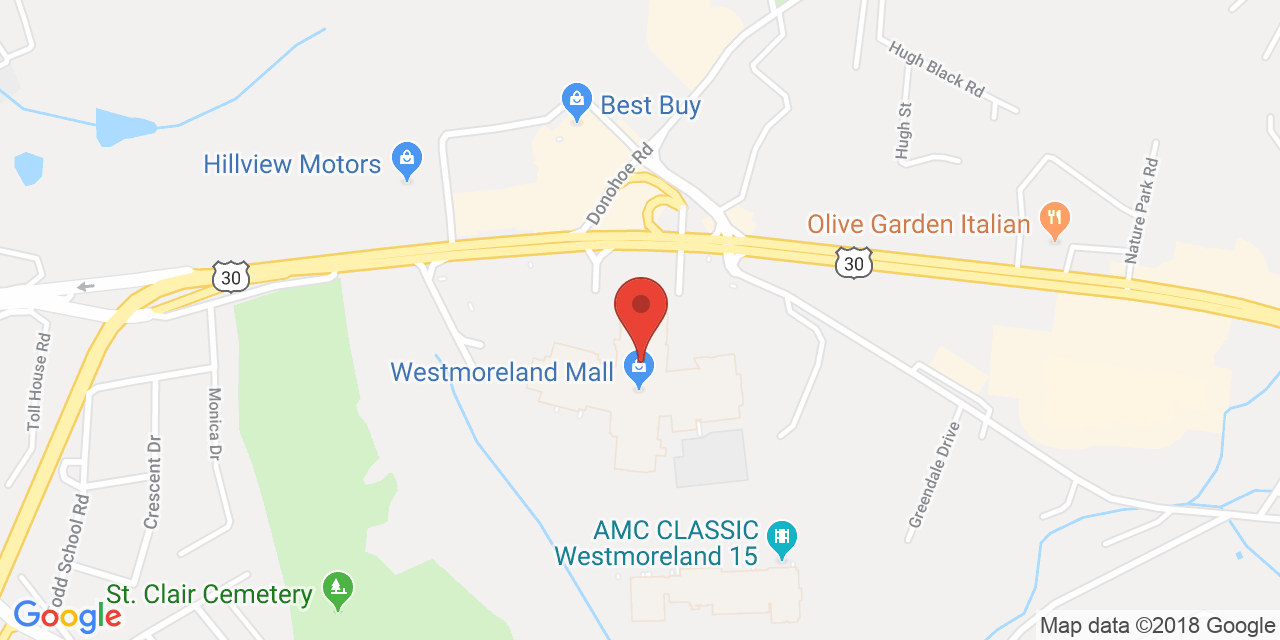 Hugh Black Rd
Best Buy
Hugh St
Hillview Motors
Donohoe Rd
Nature Park Rd
Olive Garden Italian
30
30
Toll House Rd
Westmoreland Mall
Monica Dr
Crescent Dr
Greendale Drive
AMC CLASSIC
Westmoreland 15
odd School Rd
St. Clair Cemetery
Google
Map data ©2018 Google